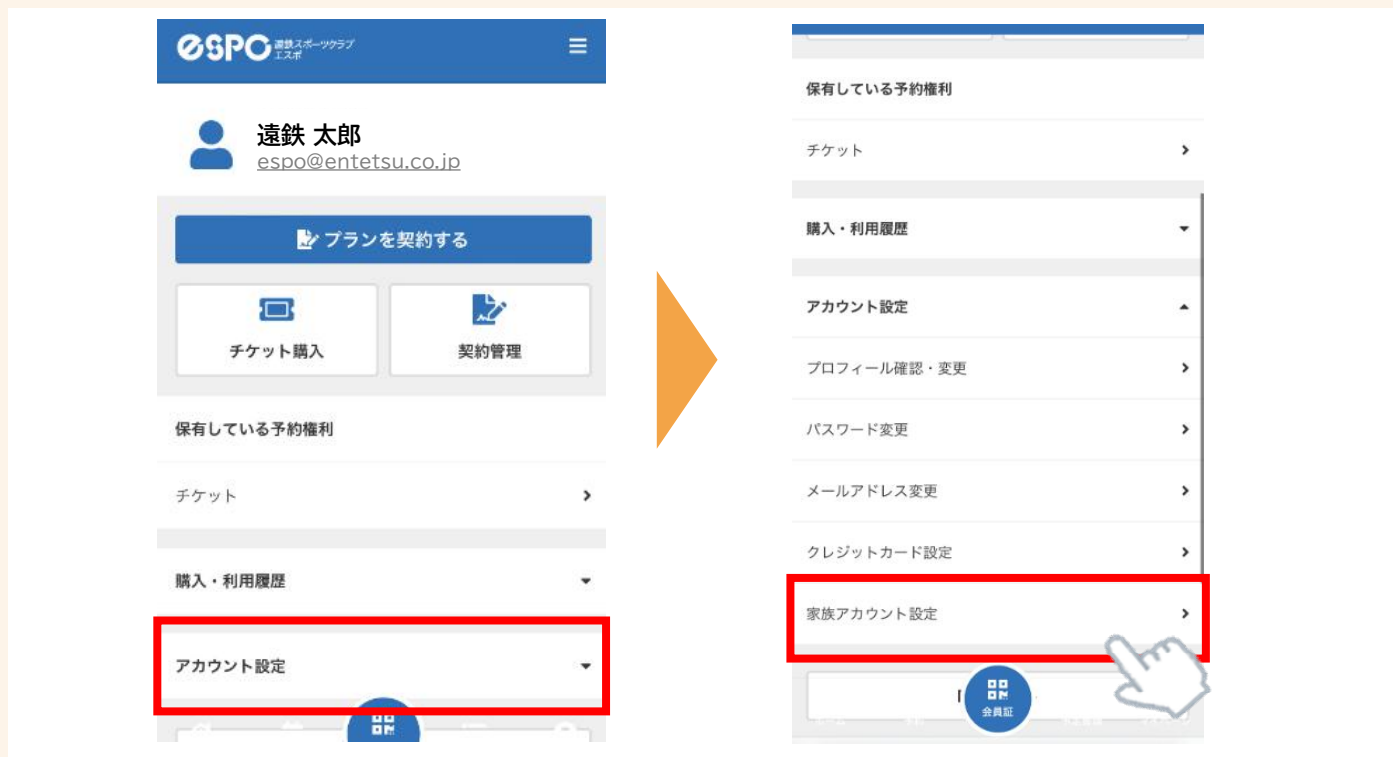 eSPO 遠鉄スポーツクラブ
エスポ
遠鉄 太郎
espo@entetsu.co.jp
プランを契約する
チケット購入
契約管理
保有している予約権利
チケット
購入・利用履歴
アカウント設定
保有している予約権利
チケット
購入・利用履歴
アカウント設定
プロフィール確認・変更
パスワード変更
メールアドレス変更
クレジットカード設定
家族アカウント設定
会員証